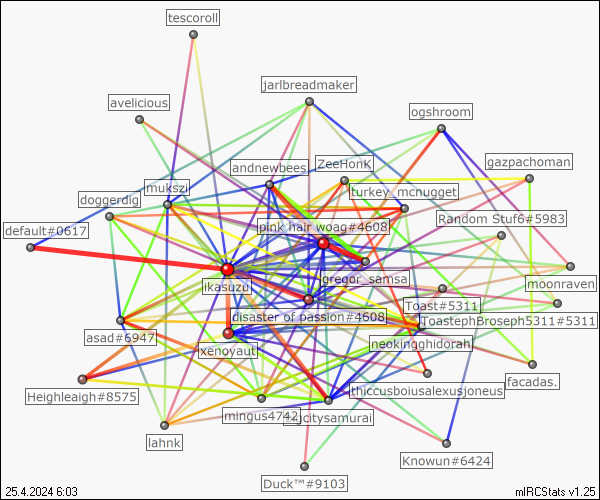 tescoroll
jarlbreadmaker
avelicious
ogshroom
andnewbees
ZeeHonK
gazpachoman
mukszi
turkey_mcnugget
doggerdig
Random Stuf6#5983
default#0617
pink hair woag#4608
gregor_samsa
ikasuzu
moonraven
Toast#5311
disaster of passion#4608
Broseph5311#5311
asad#6947
neokingghidorah
xenoyaut
facadas.
thiccusboiusalexusjoneus
Heighleaigh#8575
mingus4742
citysamurai
lahnk
Knowun#6424
Duck™#9103
25.4.2024 6:03
mIRCStats v1.25